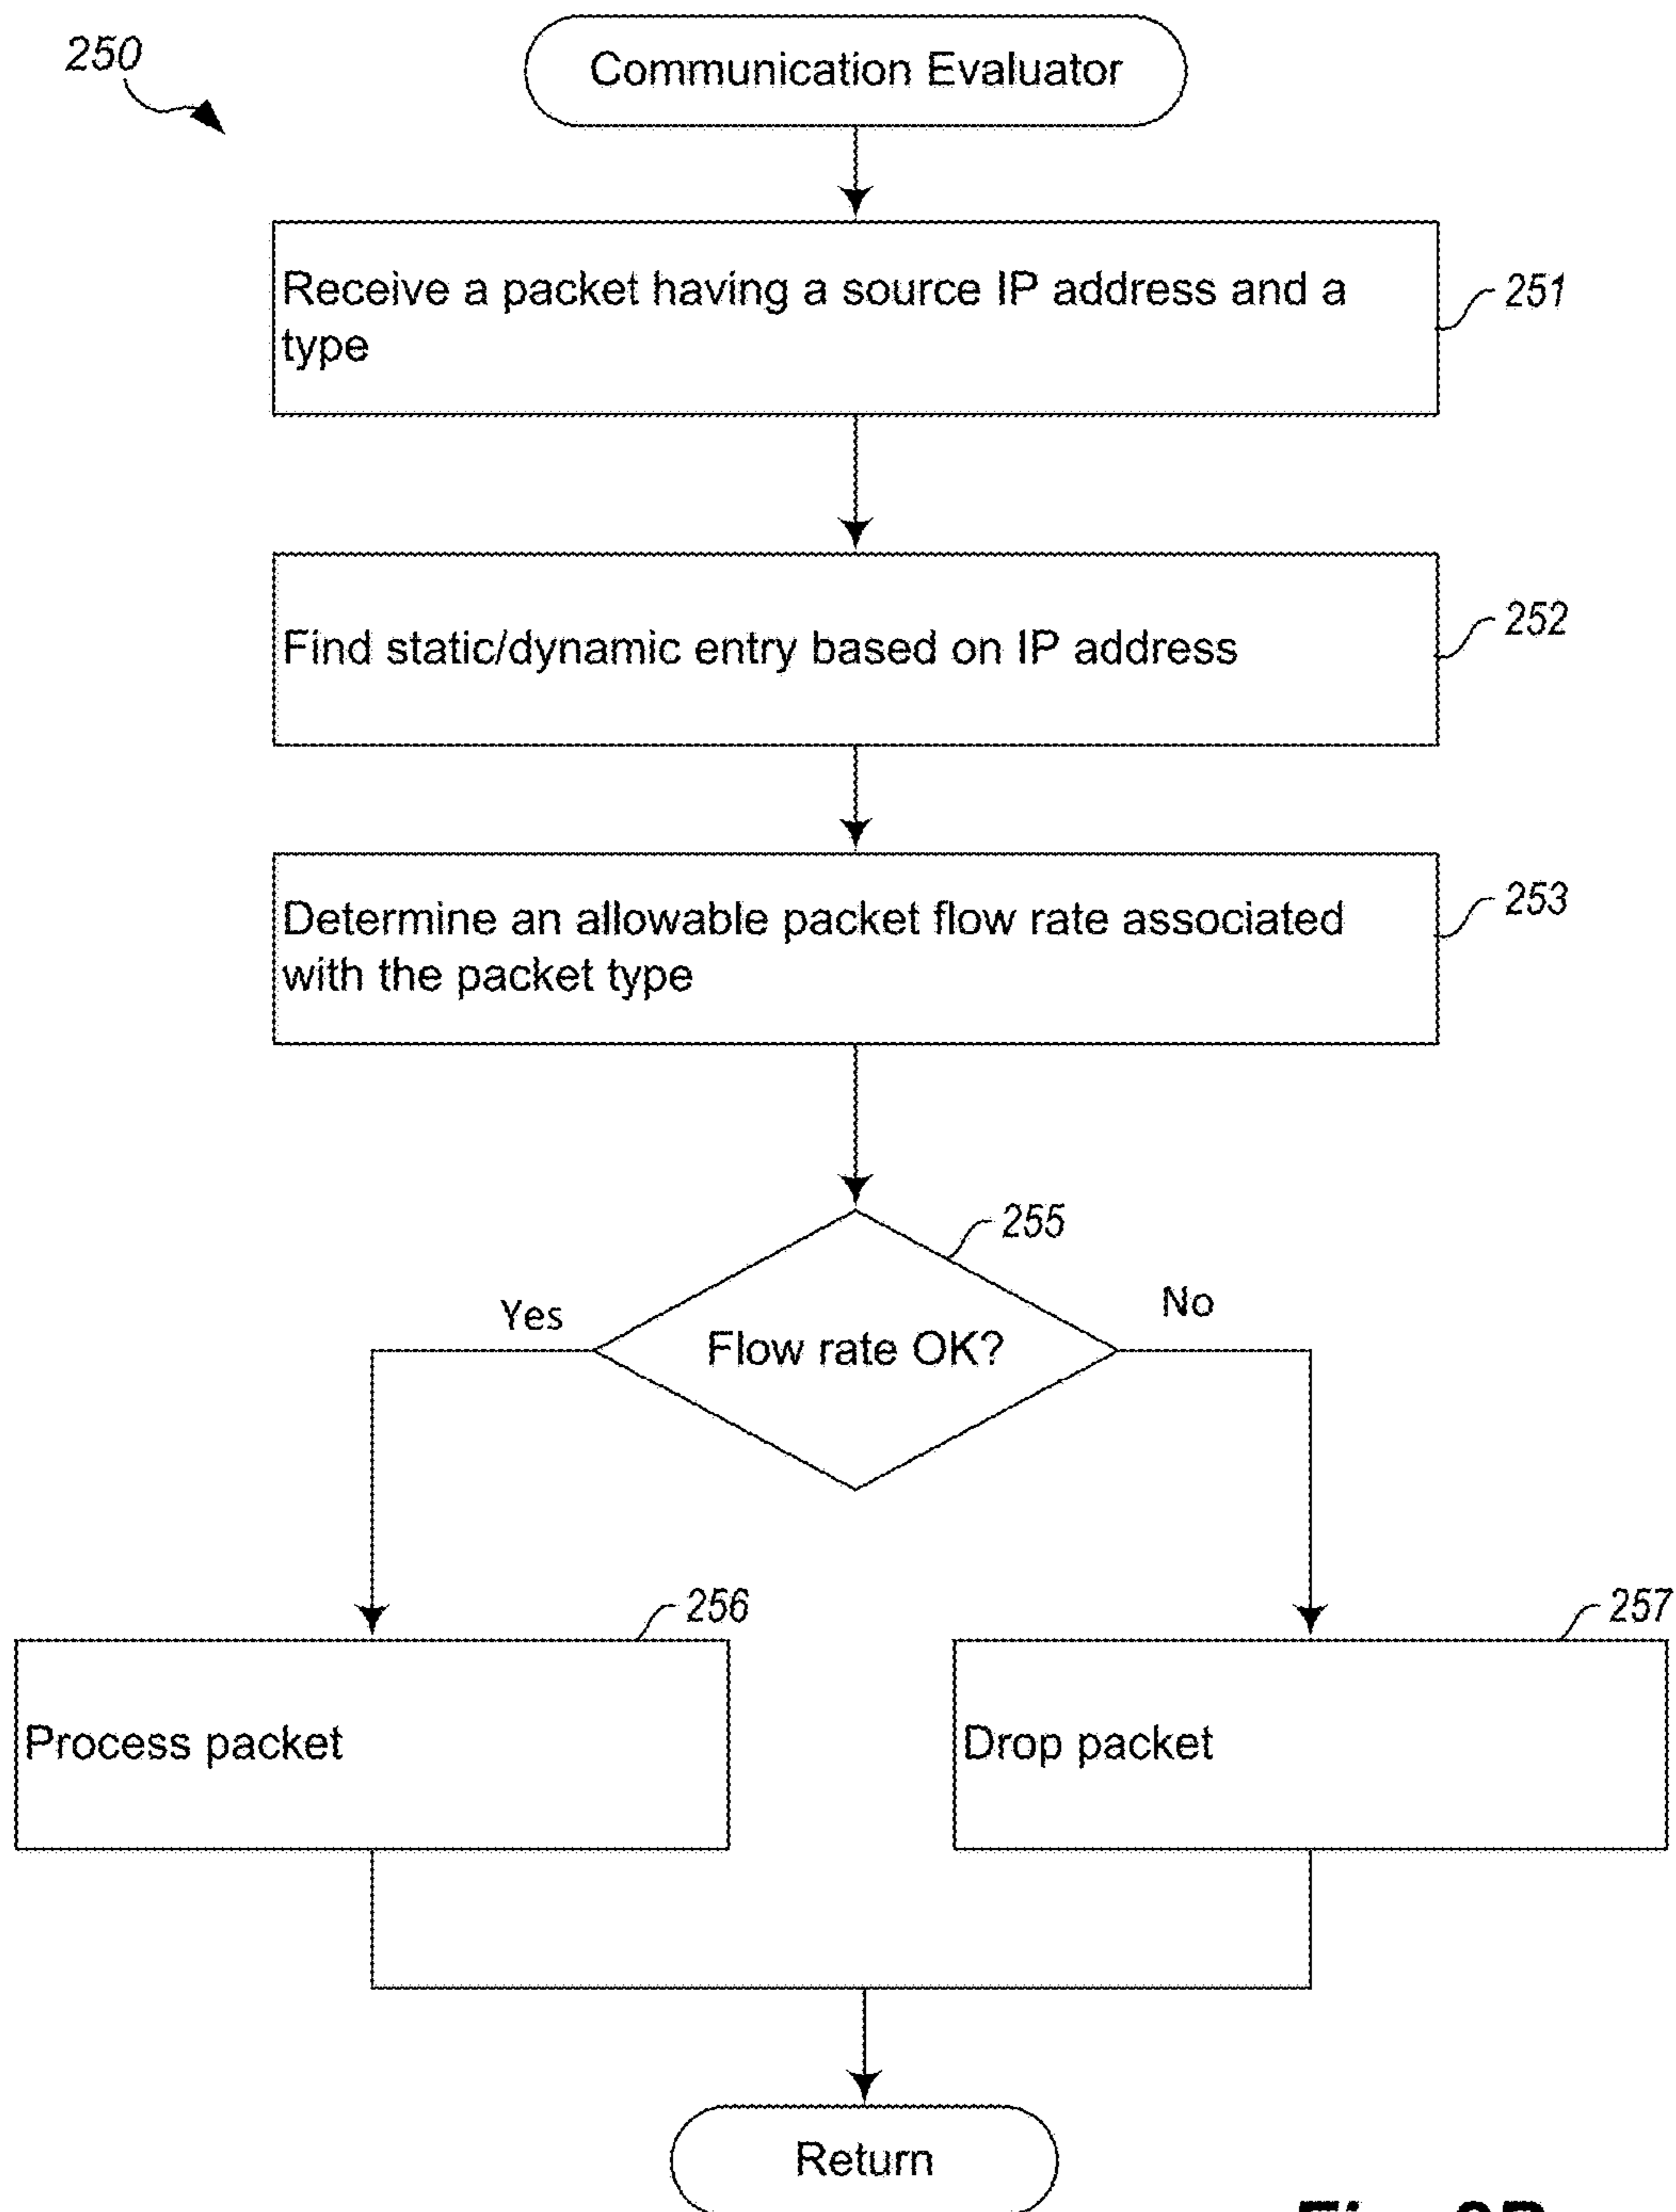 250
Communication Evaluator
Receive a packet having a source IP address and a
type
251
Find static/dynamic entry based on IP address
252
Determine an allowable packet flow rate associated
with the packet type
253
255
Yes
No
Flow rate OK?
256
257
Process packet
Drop packet
Return